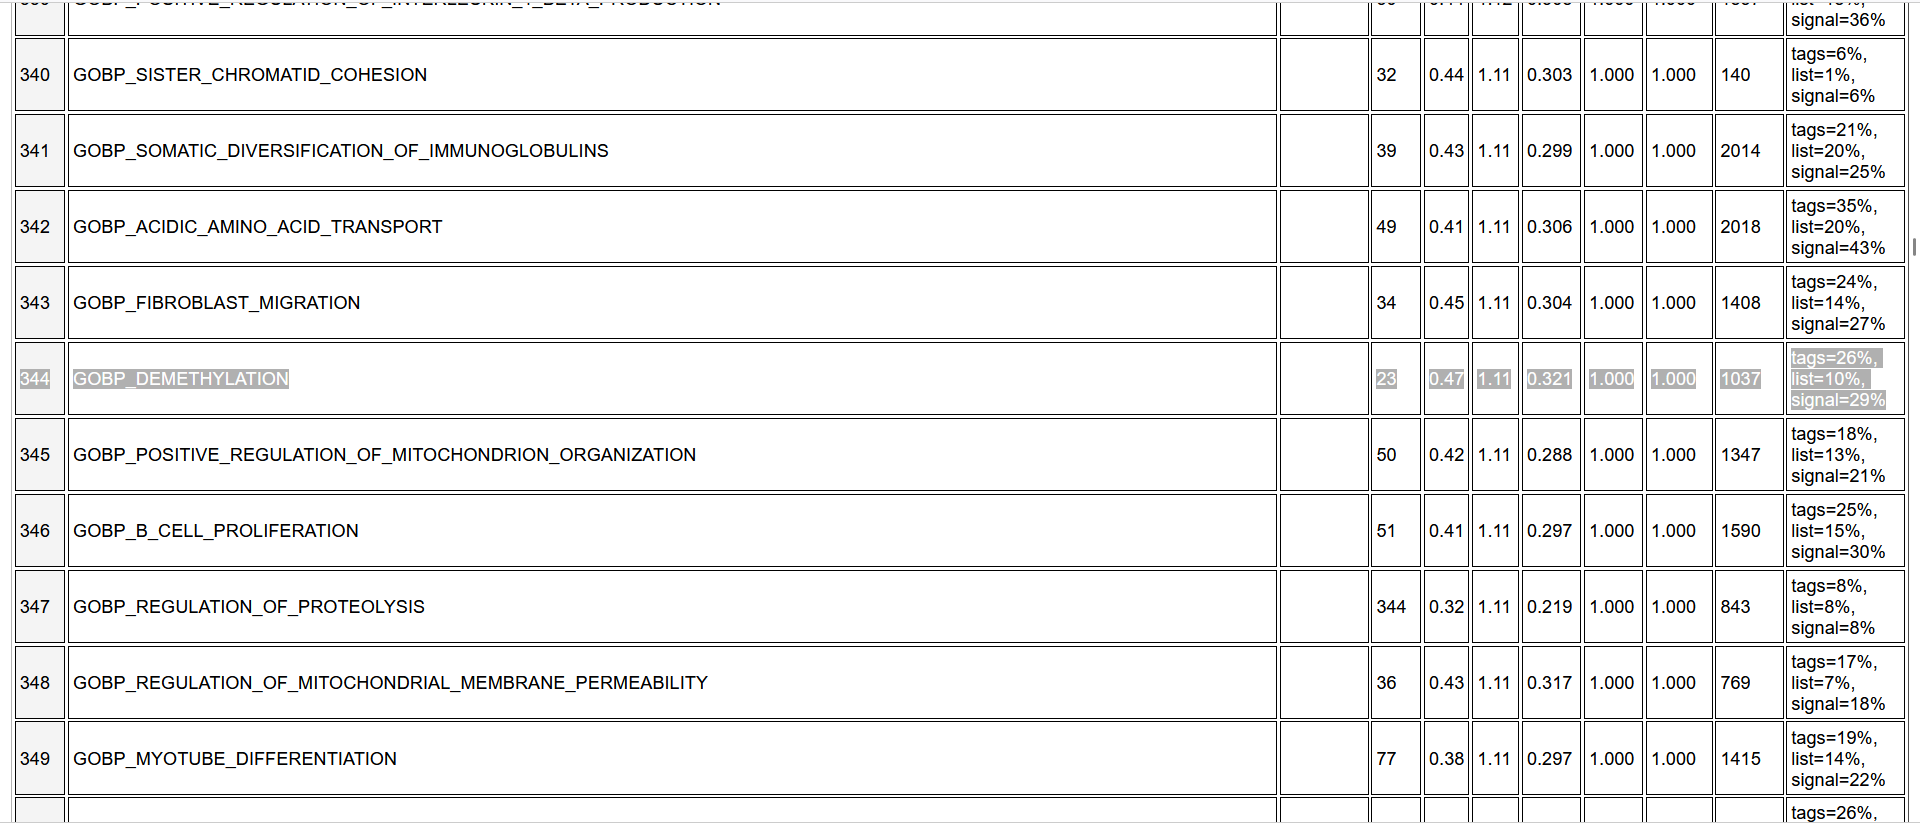 signal=36%
340 GOBP_SISTER_CHROMATID_COHESION 32 0.44 1.11 0.303 1.000 1.000 140 tags=6%,
list=1%,
signal=6%
341 GOBP_SOMATIC_DIVERSIFICATION_OF_IMMUNOGLOBULINS 39 0.43 1.11 0.299 1.000 1.000 2014 tags=21%,
list=20%,
signal=25%
342 GOBP_ACIDIC_AMINO_ACID_TRANSPORT 49 0.41 1.11 0.306 1.000 1.000 2018 tags=35%,
list=20%,
signal=43%
343 GOBP_FIBROBLAST_MIGRATION 34 0.45 1.11 0.304 1.000 1.000 1408 tags=24%,
list=14%,
signal=27%
344 GOBP_DEMETHYLATION 23 0.47 1.11 0.321 1.000 1.000 1037 tags=26%,
list=10%,
signal=29%
345 GOBP_POSITIVE_REGULATION_OF_MITOCHONDRION_ORGANIZATION 50 0.42 1.11 0.288 1.000 1.000 1347 tags=18%,
list=13%,
signal=21%
346 GOBP_B_CELL_PROLIFERATION 51 0.41 1.11 0.297 1.000 1.000 1590 tags=25%,
list=15%,
signal=30%
347 GOBP_REGULATION_OF_PROTEOLYSIS 344 0.32 1.11 0.219 1.000 1.000 843 tags=8%,
list=8%,
signal=8%
348 GOBP_REGULATION_OF_MITOCHONDRIAL_MEMBRANE_PERMEABILITY 36 0.43 1.11 0.317 1.000 1.000 769 tags=17%,
list=7%,
signal=18%
349 GOBP_MYOTUBE_DIFFERENTIATION 77 0.38 1.11 0.297 1.000 1.000 1415 tags=19%,
list=14%,
signal=22%
tags=26%,